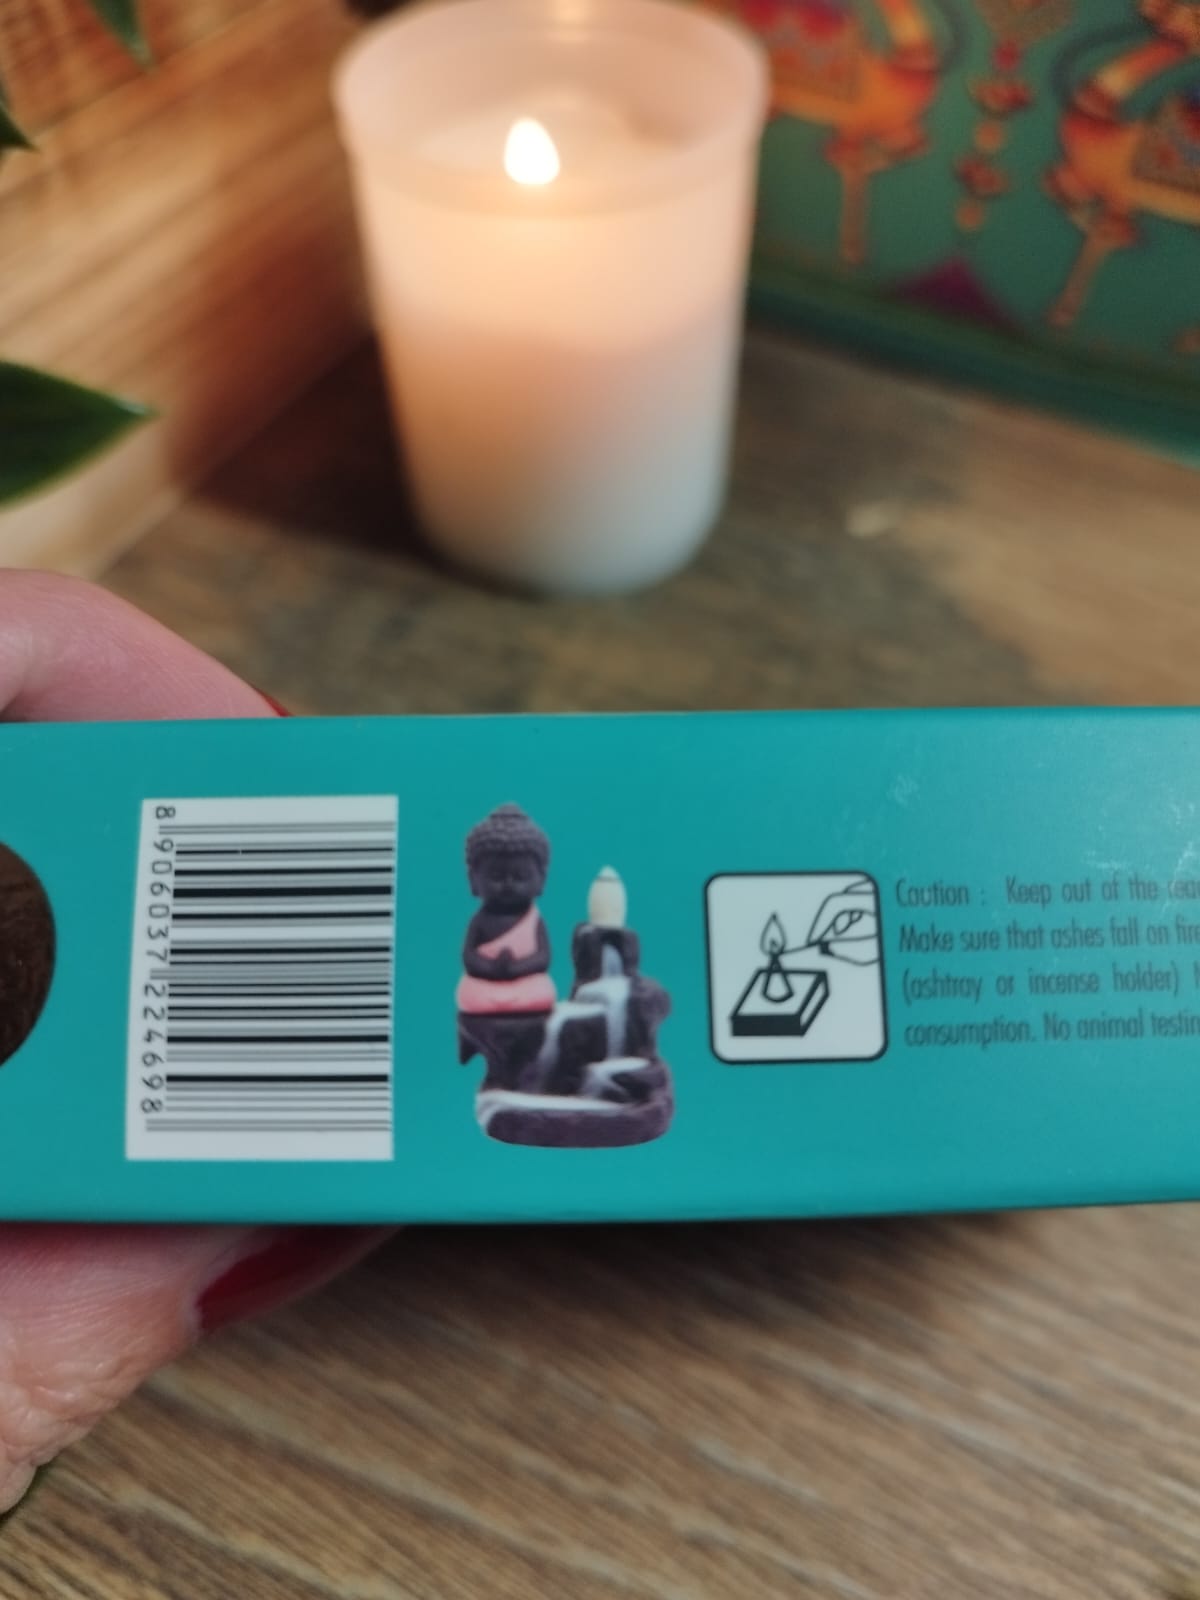 8906037224698
Caution : Keep out of the
Make sure that ashes fall on
(ashtray or incense holder)
consumption. No animal